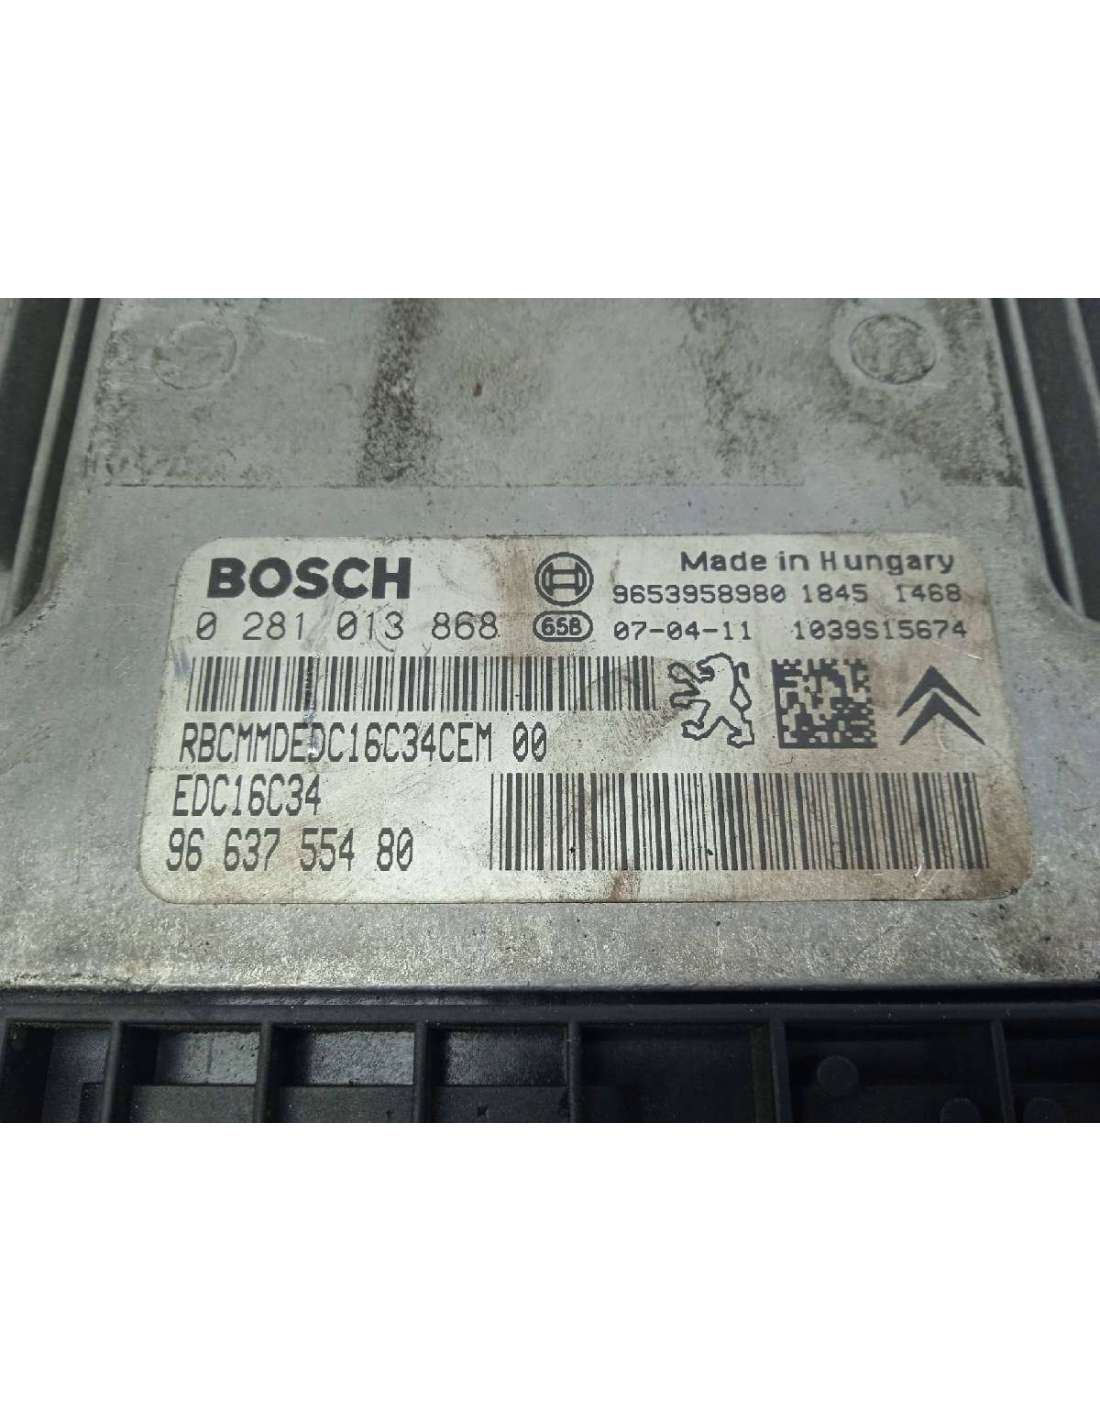 BOSCH
Made in Hungary
9653958980 1845 1468
0 281 013 868
65B
07-04-11 1039S15674
RBCMMDEDC16C34CEM 00
EDC16C34
96 637 554 80